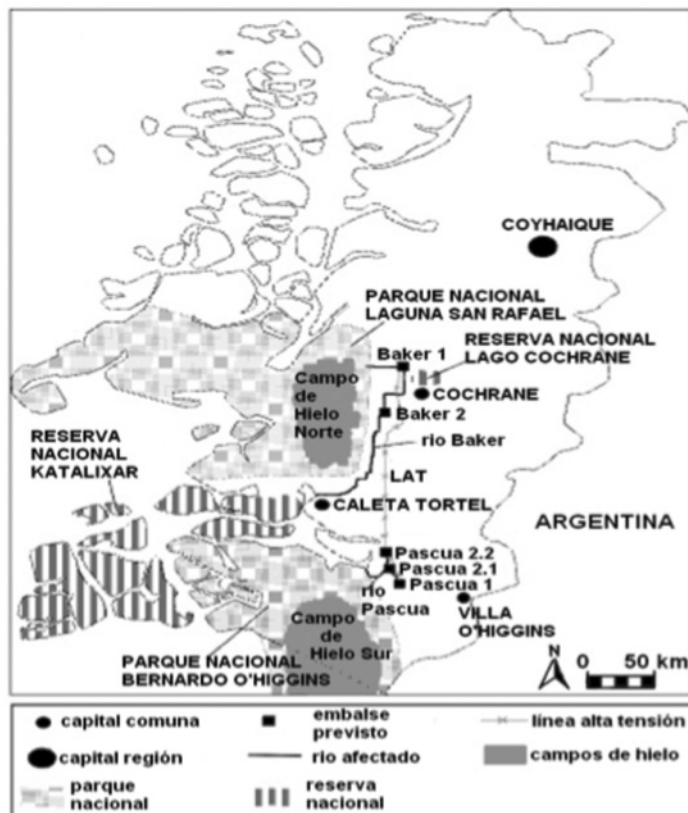 COYHAIQUE
PARQUE NACIONAL
LAGUNA SAN RAFAEL
RESERVA NACIONAL
LAGO COCHRANE
Baker 1
COCHRANE
Campo
de
Hielo
Norte
Baker 2
rio Baker
RESERVA
NACIONAL
KATALIXAR
LAT
CALETA TORTEL
ARGENTINA
Pascua 2.2
Pascua 2.1
Pascua 1
río
Pascua
VILLA
O'HIGGINS
Campo
de
Hielo Sur
PARQUE NACIONAL
BERNARDO O'HIGGINS
N
0 50 km
capital comuna
embalse
previsto
línea alta tensión
capital región
rio afectado
campos de hielo
parque
nacional
reserva
nacional